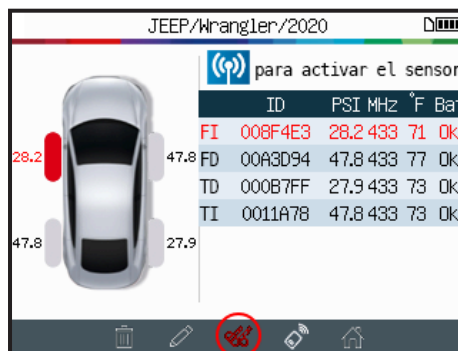 JEEP/Wrangler/2020
para activar el sensor
ID PSI MHz °F Bat
FI 008F4E3 28.2 433 71 Ok
FD 00A3D94 47.8 433 77 Ok
TD 000B7FF 27.9 433 73 Ok
TI 0011A78 47.8 433 73 Ok
28.2
47.8
47.8
27.9